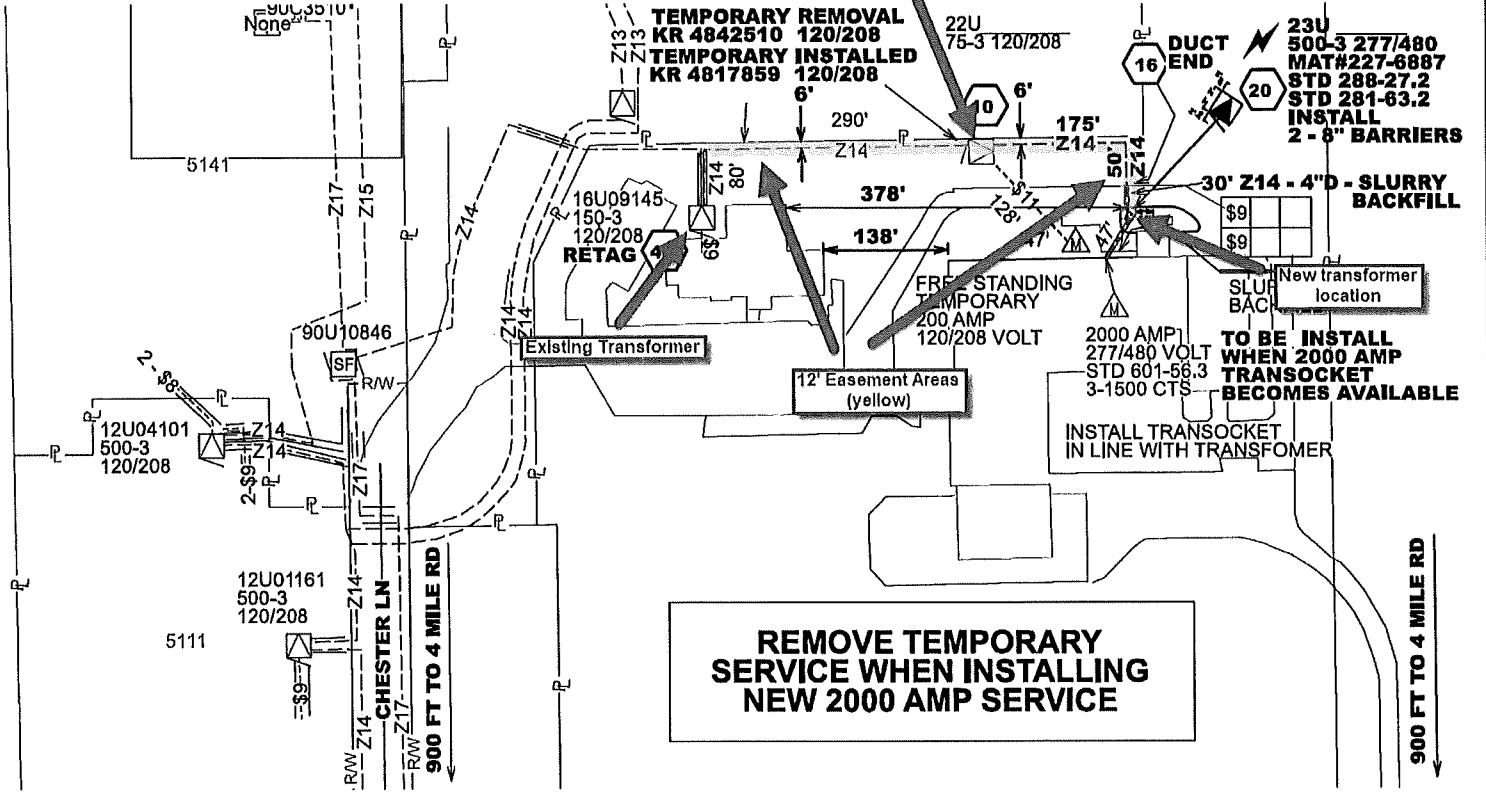 None
5141
Z17
Z15
90U10846
SF
R/W
2 - $8
12U04101
500-3
120/208
Z14
Z14
2-$9
Z17
12U01161
500-3
120/208
5111
$9
Z14
Z14
Z17
R/W
R/W
CHESTER LN
900 FT TO 4 MILE RD
Z14
Z14
Z14
Z13
Z13
TEMPORARY REMOVAL
KR 4842510 120/208
TEMPORARY INSTALLED
KR 4817859 120/208
6'
290'
Z14
Z14
80'
16U09145
150-3
120/208
RETAG
$9
Existing Transformer
378'
138'
12' Easement Areas
(yellow)
FREE STANDING
TEMPORARY
200 AMP
120/208 VOLT
22U
75-3 120/208
6'
175'
Z14
50'
Z14
$11
128'
47'
47'
M
M
16
DUCT
END
20
23U
500-3 277/480
MAT#227-6887
STD 288-27.2
STD 281-63.2
INSTALL
2 - 8" BARRIERS
30' Z14 - 4"D - SLURRY
BACKFILL
$9
$9
New transformer
location
2000 AMP
277/480 VOLT
STD 601-56.3
3-1500 CTS
TO BE INSTALL
WHEN 2000 AMP
TRANSOCKET
BECOMES AVAILABLE
INSTALL TRANSOCKET
IN LINE WITH TRANSFOMER
REMOVE TEMPORARY
SERVICE WHEN INSTALLING
NEW 2000 AMP SERVICE
900 FT TO 4 MILE RD